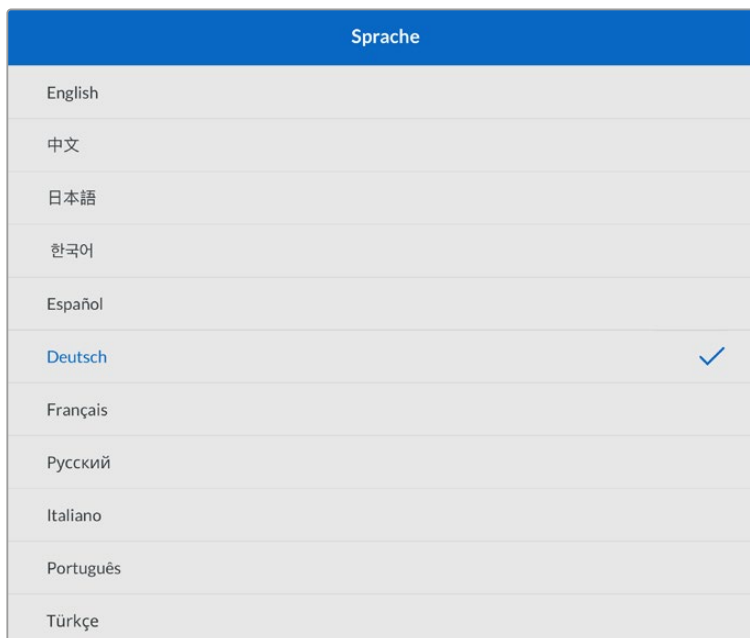 Sprache
English
中文
日本語
한국어
Español
Deutsch
Français
Русский
Italiano
Português
Türkçe